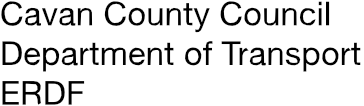 Cavan County Council
Department of Transport
ERDF